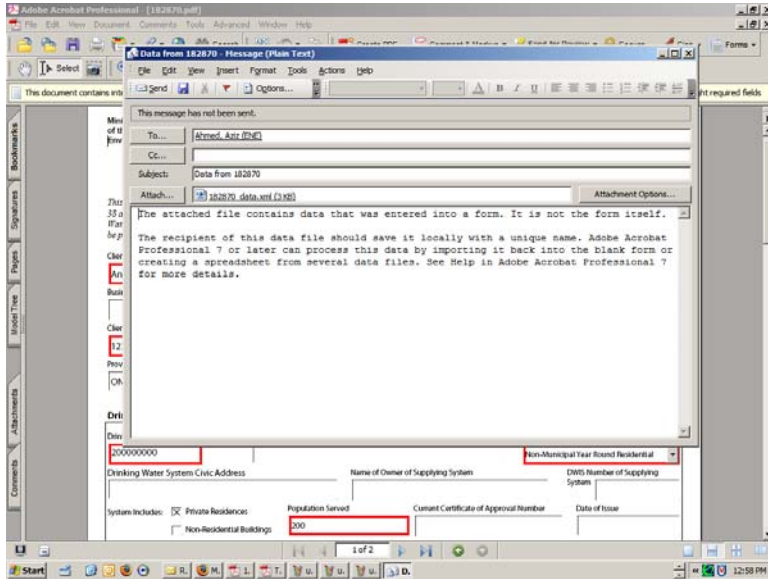 Adobe Acrobat Professional - [182870.pdf]
File Edit View Document Comments Tools Advanced Window Help
Select
Forms
This document contains
required fields
Data from 182870 - Message (Plain Text)
File Edit View Insert Format Tools Actions Help
Send Options...
This message has not been sent.
To... Ahmed, Aziz (ENE)
Cc...
Subject: Data from 182870
Attach... 182870_data.xml (3 KB) Attachment Options...
The attached file contains data that was entered into a form. It is not the form itself.
The recipient of this data file should save it locally with a unique name. Adobe Acrobat
Professional 7 or later can process this data by importing it back into the blank form or
creating a spreadsheet from several data files. See Help in Adobe Acrobat Professional 7
for more details.
Bookmarks
Signatures
Pages
Model Tree
Attachments
Comments
200000000
Non-Municipal Year Round Residential
Drinking Water System Civic Address
Name of Owner of Supplying System
DWIS Number of Supplying
System
System Includes: Private Residences
Population Served
Current Certificate of Approval Number
Date of Issue
Non-Residential Buildings
200
1 of 2
Start
12:58 PM